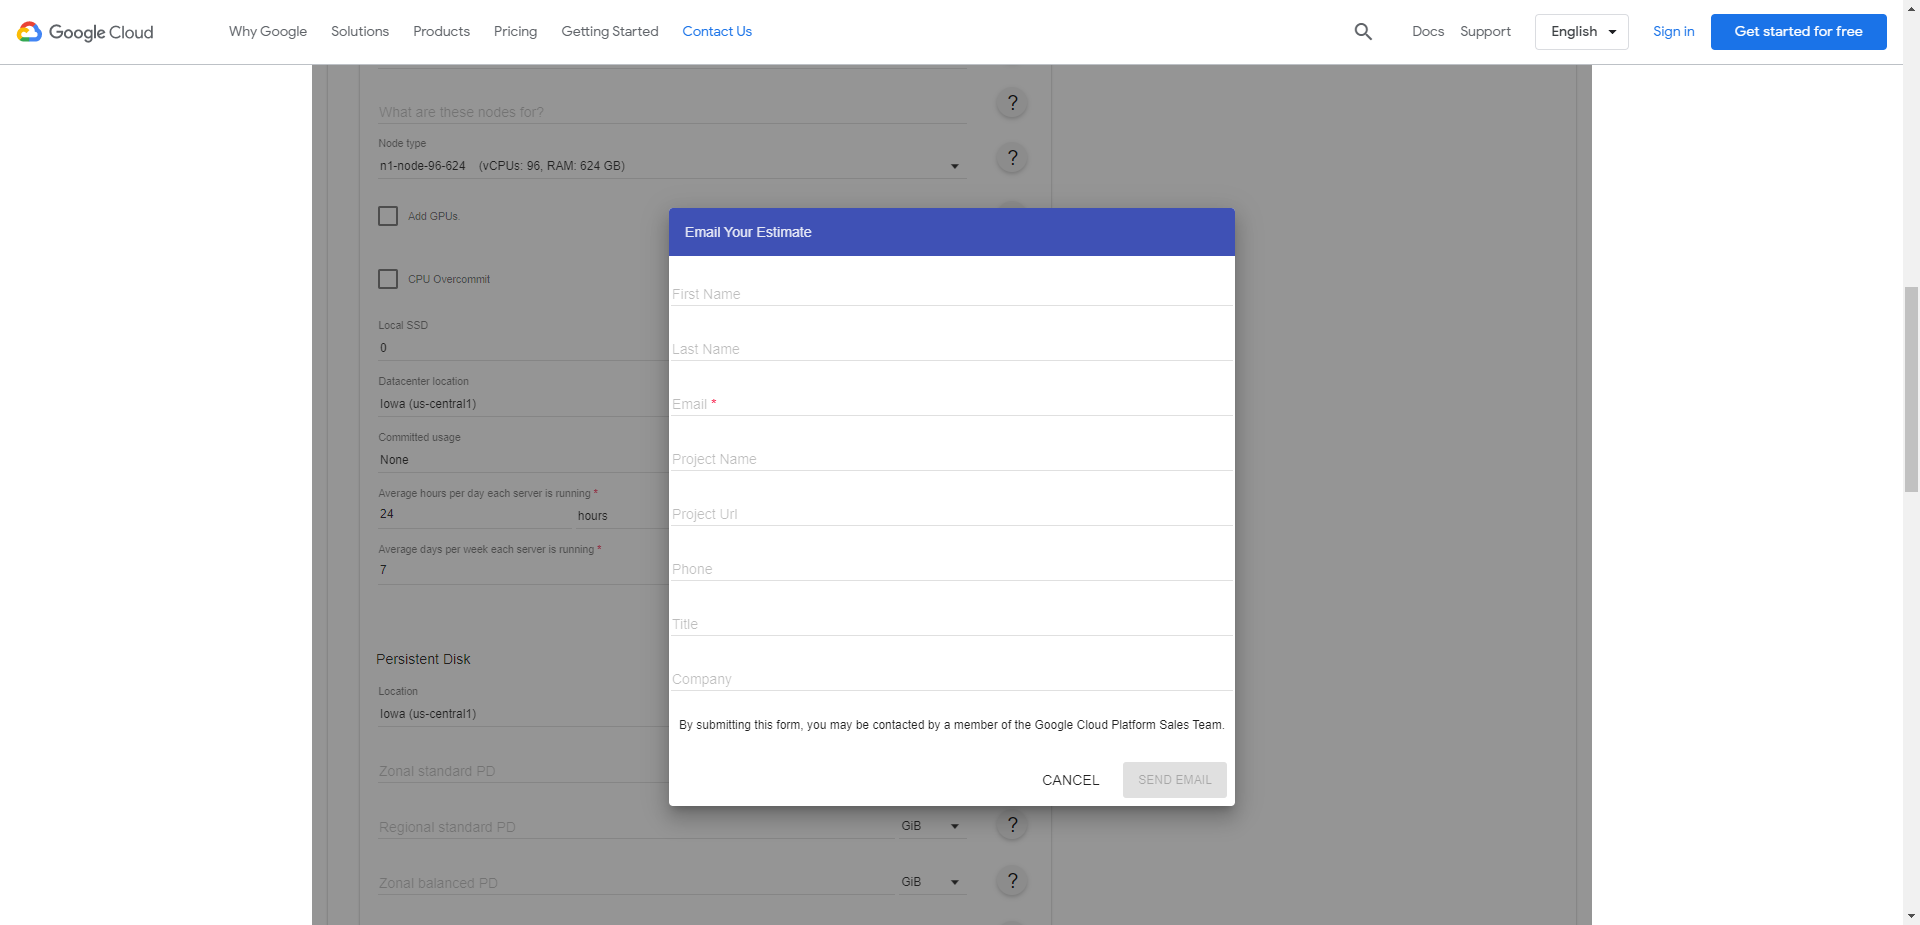 Google Cloud
Why Google Solutions Products Pricing Getting Started Contact Us
Docs Support English Sign in Get started for free
What are these nodes for? ?
Node type
n1-node-96-624 (vCPUs: 96, RAM: 624 GB) ?
Add GPUs.
CPU Overcommit
Local SSD
0
Datacenter location
Iowa (us-central1)
Committed usage
None
Average hours per day each server is running *
24 hours
Average days per week each server is running *
7
Persistent Disk
Location
Iowa (us-central1)
Zonal standard PD
Regional standard PD GiB ?
Zonal balanced PD GiB ?
Email Your Estimate
First Name
Last Name
Email *
Project Name
Project Url
Phone
Title
Company
By submitting this form, you may be contacted by a member of the Google Cloud Platform Sales Team.
CANCEL SEND EMAIL